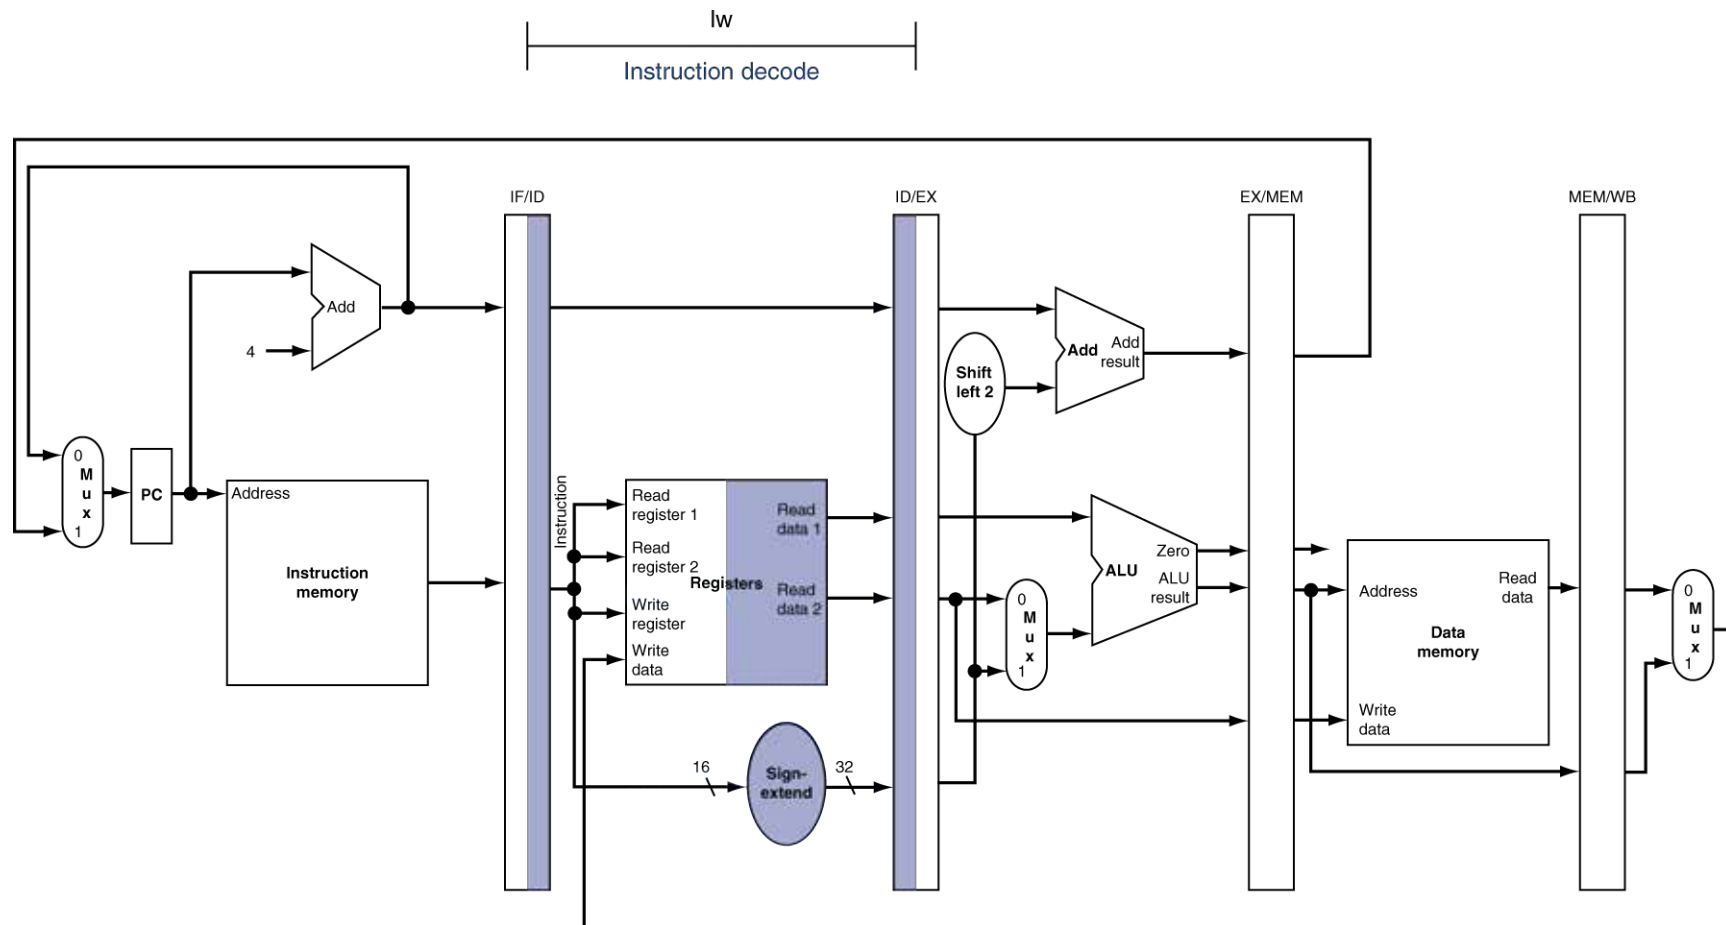 lw
Instruction decode
IF/ID
ID/EX
EX/MEM
MEM/WB
Add
4
Add
Add
result
Shift
left 2
0
M
u
x
1
PC
Address
Instruction
memory
Instruction
Read
register 1
Read
register 2
Write
register
Write
data
Registers
Read
data 1
Read
data 2
16
Sign-
extend
32
0
M
u
x
1
ALU
Zero
ALU
result
Address
Read
data
Data
memory
Write
data
0
M
u
x
1